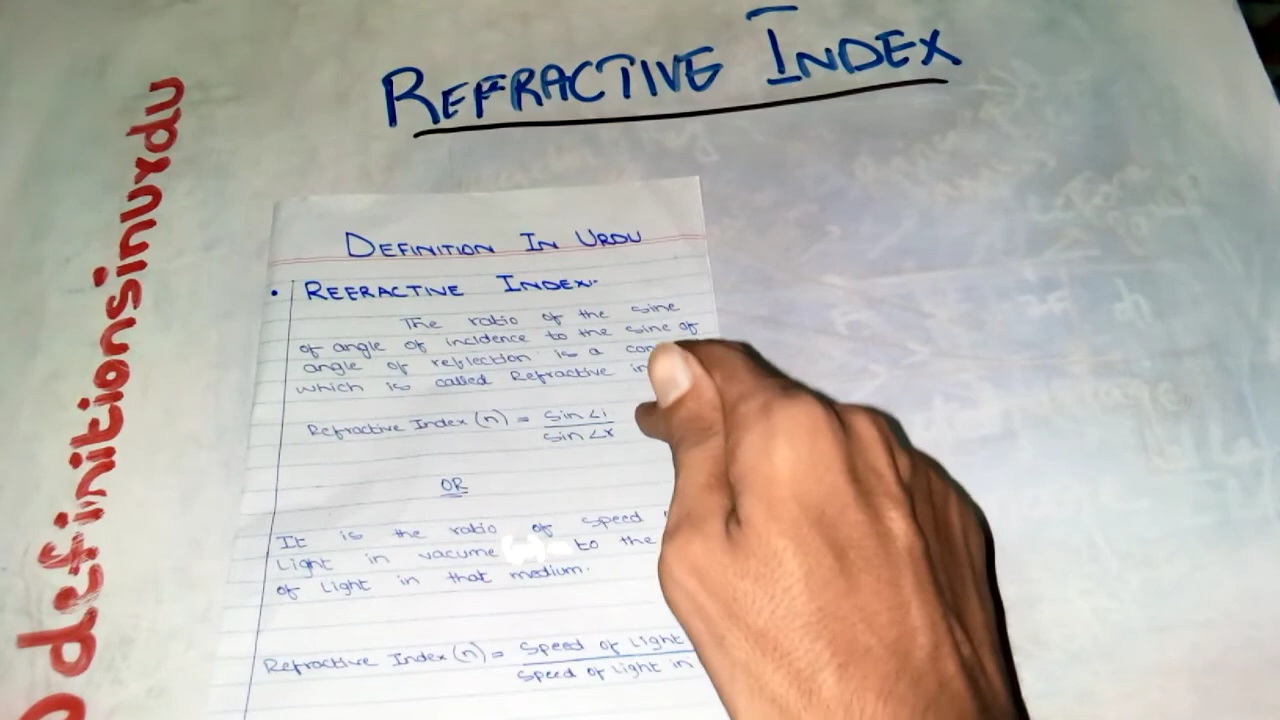 REFRACTIVE INDEX
definitionsinurdu
DEFINITION IN URDU
• REFRACTIVE INDEX:
The ratio of the sine
of angle of incidence to the sine of
angle of reflection is a
which is called Refractive
Refractive Index (n) = Sin∠i
Sin∠r
OR
It is the ratio of speed
Light in vacume to the
of Light in that medium.
Refractive Index (n) = Speed of Light
Speed of Light in